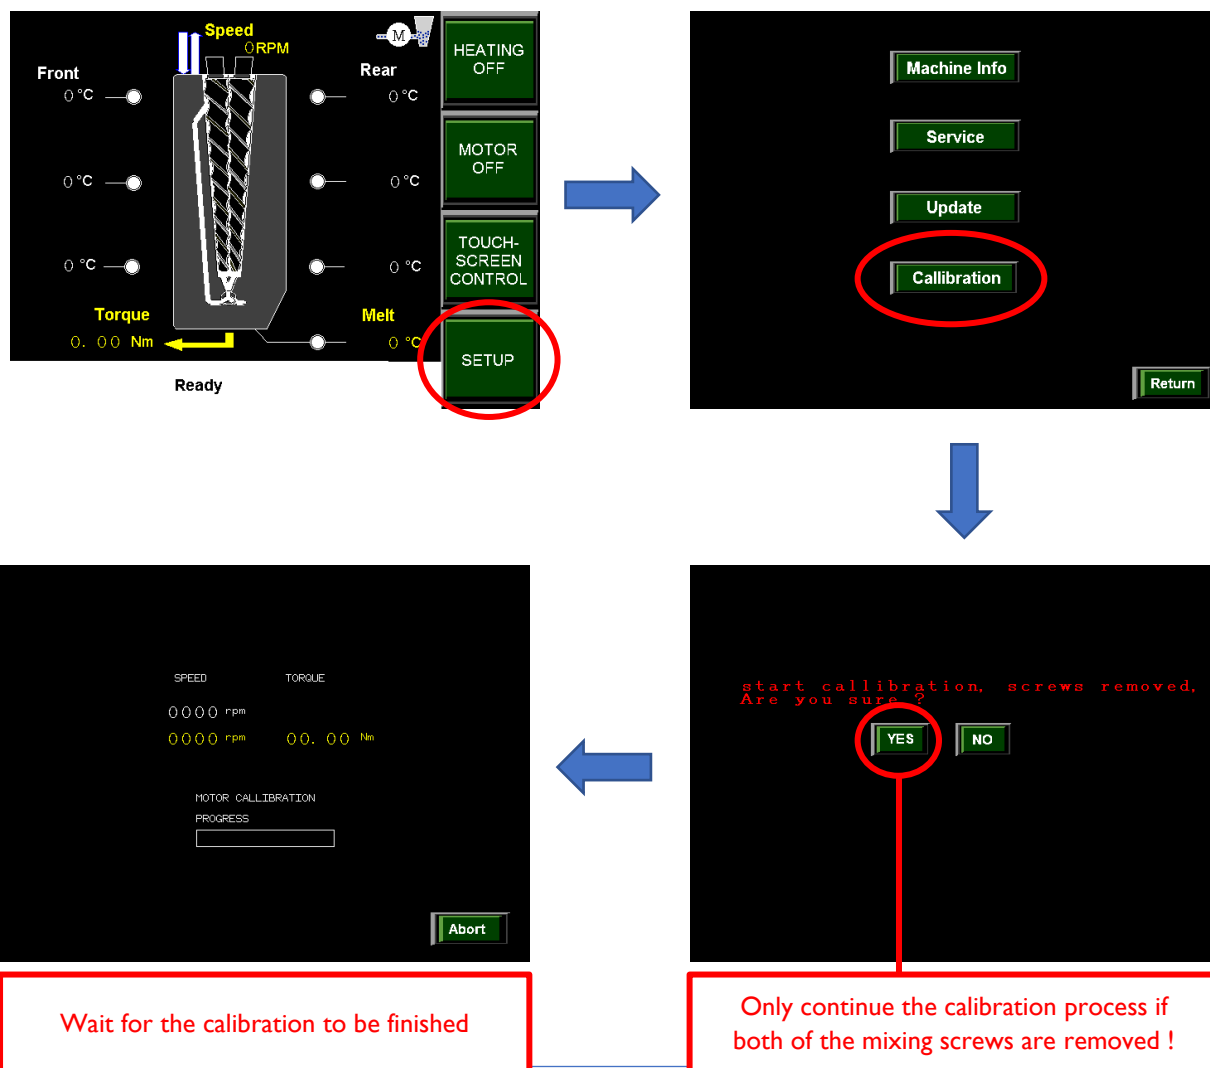 Speed
0RPM
M
Front
Rear
0 °C
0 °C
0 °C
0 °C
0 °C
0 °C
Torque
Melt
0. 00 Nm
0 °C
Ready
HEATING
OFF
MOTOR
OFF
TOUCH-
SCREEN
CONTROL
SETUP
Machine Info
Service
Update
Callibration
Return
SPEED TORQUE
0000 rpm
0000 rpm 00. 00 Nm
MOTOR CALLIBRATION
PROGRESS
Abort
Wait for the calibration to be finished
start callibration, screws removed.
Are you sure ?
YES NO
Only continue the calibration process if
both of the mixing screws are removed !